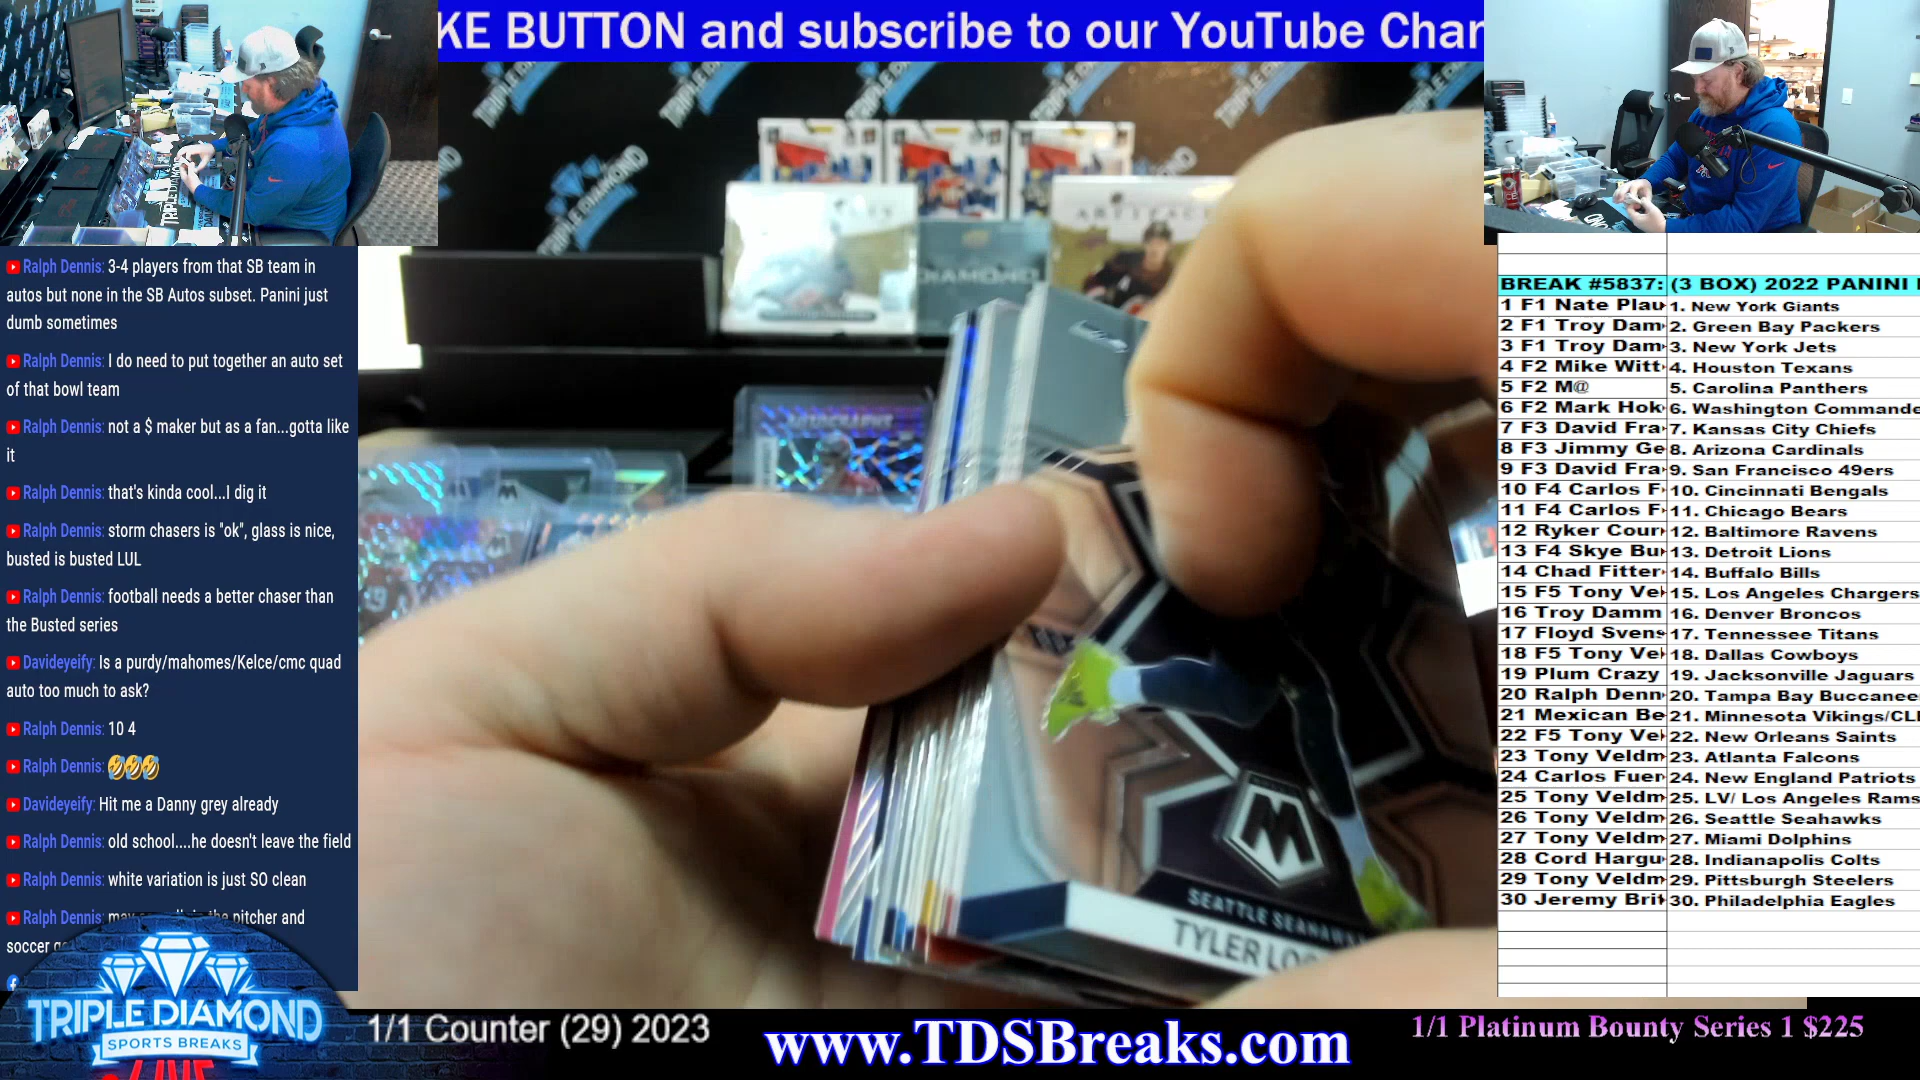 KE BUTTON and subscribe to our YouTube Char
Ralph Dennis: 3-4 players from that SB team in
autos but none in the SB Autos subset. Panini just
dumb sometimes
Ralph Dennis: I do need to put together an auto set
of that bowl team
Ralph Dennis: not a $ maker but as a fan...gotta like
it
Ralph Dennis: that's kinda cool...I dig it
Ralph Dennis: storm chasers is "ok", glass is nice,
busted is busted LUL
Ralph Dennis: football needs a better chaser than
the Busted series
Davideyeify: Is a purdy/mahomes/Kelce/cmc quad
auto too much to ask?
Ralph Dennis: 10 4
Ralph Dennis: 🤣🤣🤣
Davideyeify: Hit me a Danny grey already
Ralph Dennis: old school....he doesn't leave the field
Ralph Dennis: white variation is just SO clean
Ralph Dennis: pitcher and
soccer
TRIPLE DIAMOND
SPORTS BREAKS
LIVE
TRIPLE DIAMOND
DIAMOND
AUTOGRAPHS
M
SEATTLE SEAHAWKS
TYLER LOC
BREAK #5837: (3 BOX) 2022 PANINI
1 F1 Nate Plau 1. New York Giants
2 F1 Troy Dam 2. Green Bay Packers
3 F1 Troy Dam 3. New York Jets
4 F2 Mike Witt 4. Houston Texans
5 F2 M@ 5. Carolina Panthers
6 F2 Mark Hok 6. Washington Commande
7 F3 David Fra 7. Kansas City Chiefs
8 F3 Jimmy Ge 8. Arizona Cardinals
9 F3 David Fra 9. San Francisco 49ers
10 F4 Carlos F 10. Cincinnati Bengals
11 F4 Carlos F 11. Chicago Bears
12 Ryker Cour 12. Baltimore Ravens
13 F4 Skye Bu 13. Detroit Lions
14 Chad Fitter 14. Buffalo Bills
15 F5 Tony Ve 15. Los Angeles Chargers
16 Troy Damm 16. Denver Broncos
17 Floyd Svens 17. Tennessee Titans
18 F5 Tony Ve 18. Dallas Cowboys
19 Plum Crazy 19. Jacksonville Jaguars
20 Ralph Denn 20. Tampa Bay Buccanee
21 Mexican Be 21. Minnesota Vikings/CL
22 F5 Tony Ve 22. New Orleans Saints
23 Tony Veldm 23. Atlanta Falcons
24 Carlos Fuer 24. New England Patriots
25 Tony Veldm 25. LV/ Los Angeles Rams
26 Tony Veldm 26. Seattle Seahawks
27 Tony Veldm 27. Miami Dolphins
28 Cord Hargu 28. Indianapolis Colts
29 Tony Veldm 29. Pittsburgh Steelers
30 Jeremy Bri 30. Philadelphia Eagles
1/1 Counter (29) 2023
www.TDSBreaks.com
1/1 Platinum Bounty Series 1 $225